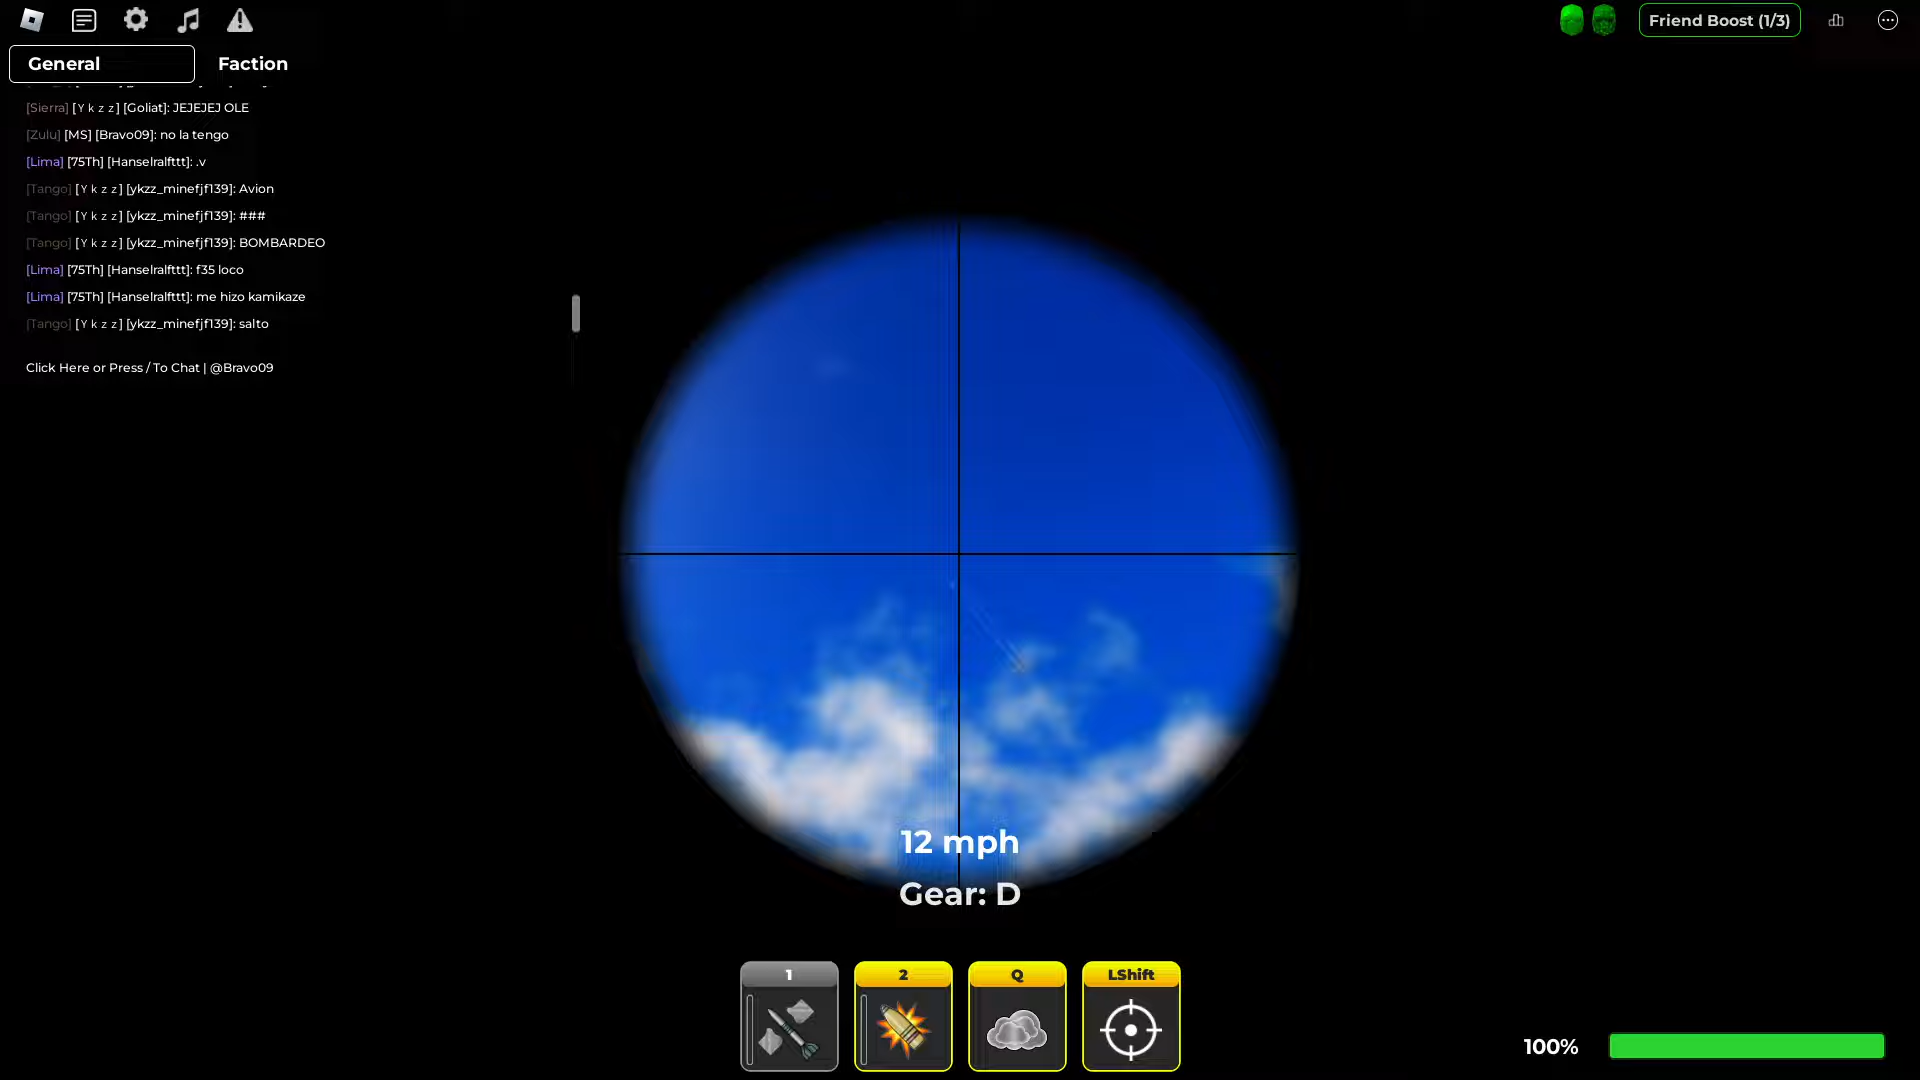 Friend Boost (1/3)
General
Faction
[Sierra] [Y k z z] [Goliat]: JEJEJEJ OLE
[Zulu] [MS] [Bravo09]: no la tengo
[Lima] [75Th] [Hanselralfttt]: .v
[Tango] [Y k z z] [ykzz_minefjf139]: Avion
[Tango] [Y k z z] [ykzz_minefjf139]: ###
[Tango] [Y k z z] [ykzz_minefjf139]: BOMBARDEO
[Lima] [75Th] [Hanselralfttt]: f35 loco
[Lima] [75Th] [Hanselralfttt]: me hizo kamikaze
[Tango] [Y k z z] [ykzz_minefjf139]: salto
Click Here or Press / To Chat | @Bravo09
12 mph
Gear: D
1
2
Q
LShift
100%